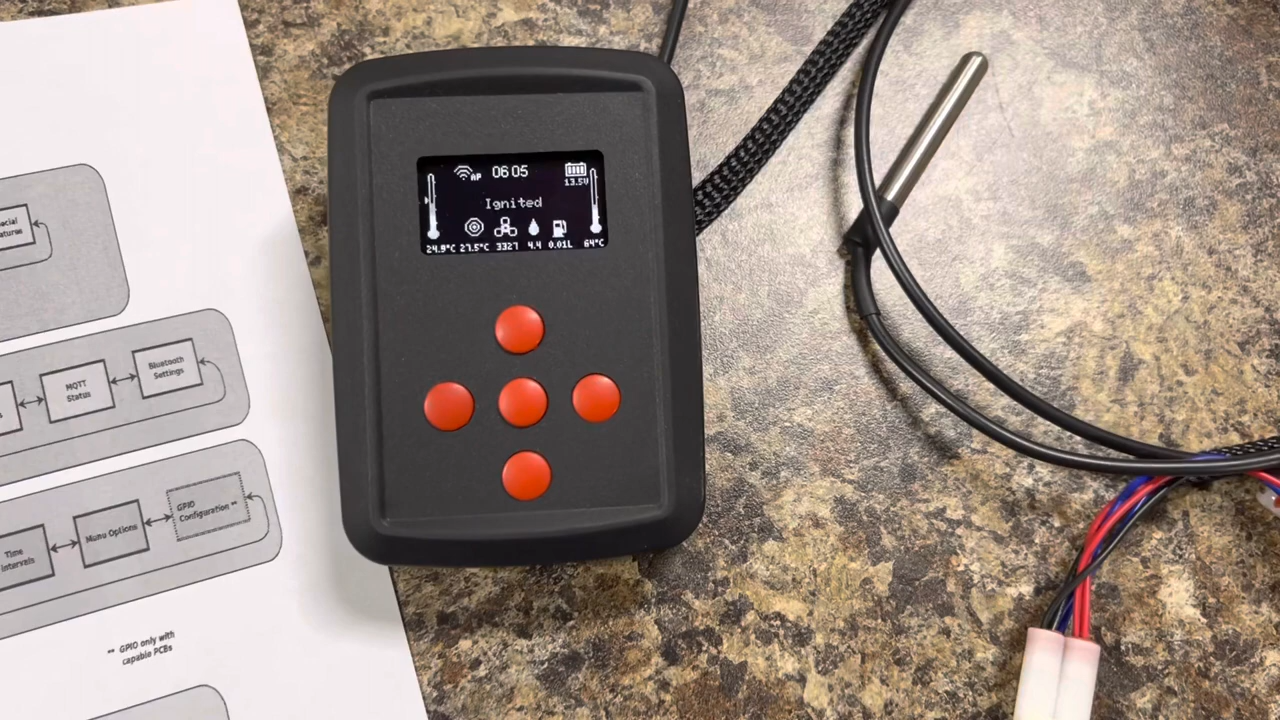 AP
06 05
13.5V
Ignited
24.9°C 27.5°C 3327 4.4 0.01L 64°C
MQTT
Status
Bluetooth
Settings
Time
Intervals
Munu Options
GPIO
Configuration **
** GPIO only with
capable PCBs